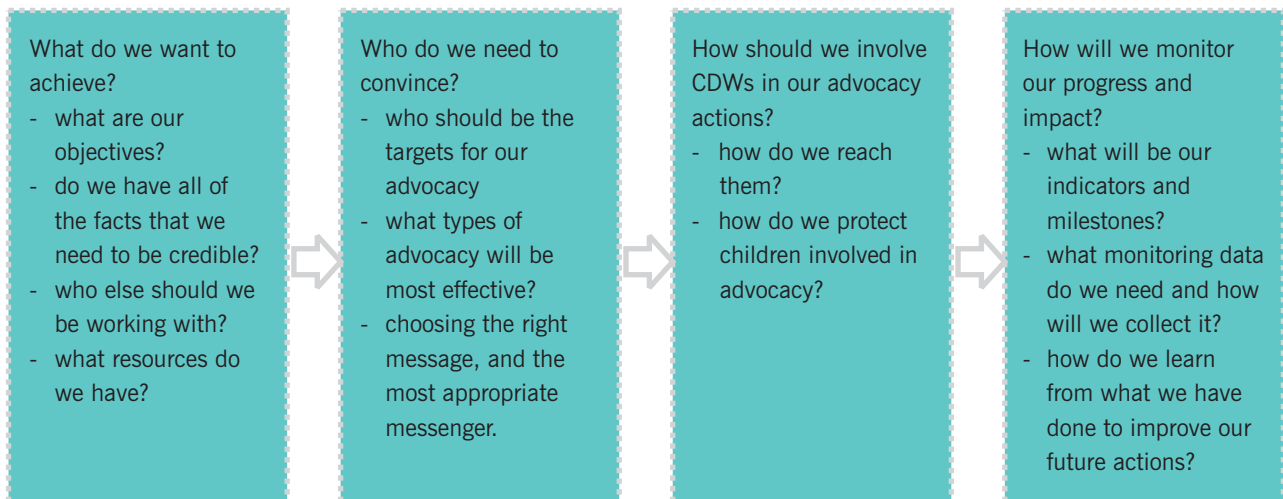 What do we want to
achieve?
- what are our
objectives?
- do we have all of
the facts that we
need to be credible?
- who else should we
be working with?
- what resources do
we have?
Who do we need to
convince?
- who should be the
targets for our
advocacy
- what types of
advocacy will be
most effective?
- choosing the right
message, and the
most appropriate
messenger.
How should we involve
CDWs in our advocacy
actions?
- how do we reach
them?
- how do we protect
children involved in
advocacy?
How will we monitor
our progress and
impact?
- what will be our
indicators and
milestones?
- what monitoring data
do we need and how
will we collect it?
- how do we learn
from what we have
done to improve our
future actions?